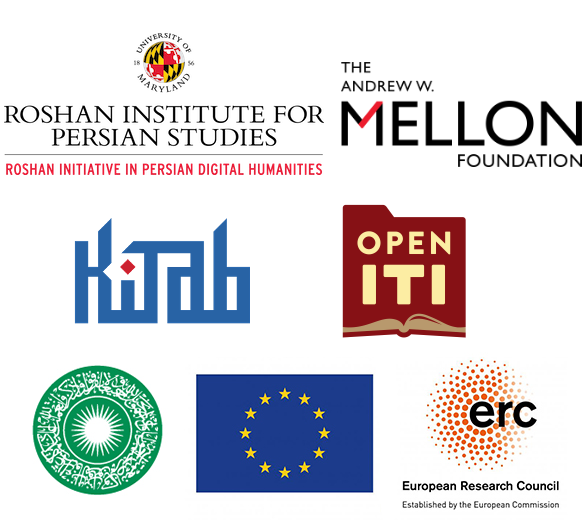 UNIVERSITY OF
18 56
MARYLAND
ROSHAN INSTITUTE FOR
PERSIAN STUDIES
ROSHAN INITIATIVE IN PERSIAN DIGITAL HUMANITIES
THE
ANDREW W.
MELLON
FOUNDATION
KiTab
OPEN
ITI
erc
European Research Council
Established by the European Commission